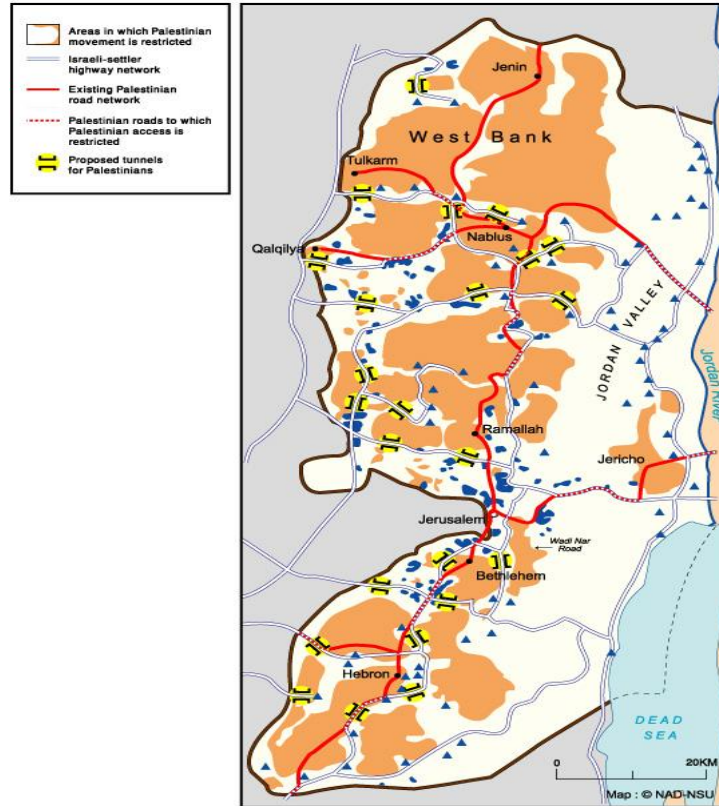 Areas in which Palestinian
movement is restricted
Israeli-settler
highway network
Existing Palestinian
road network
Palestinian roads to which
Palestinian access is
restricted
Proposed tunnels
for Palestinians
Jenin
West Bank
Tulkarm
Nablus
Qalqilya
JORDAN VALLEY
Jordan River
Ramallah
Jericho
Jerusalem
Wadi Nar
Road
Bethlehem
Hebron
DEAD
SEA
0 20KM
Map : © NAD-NSU